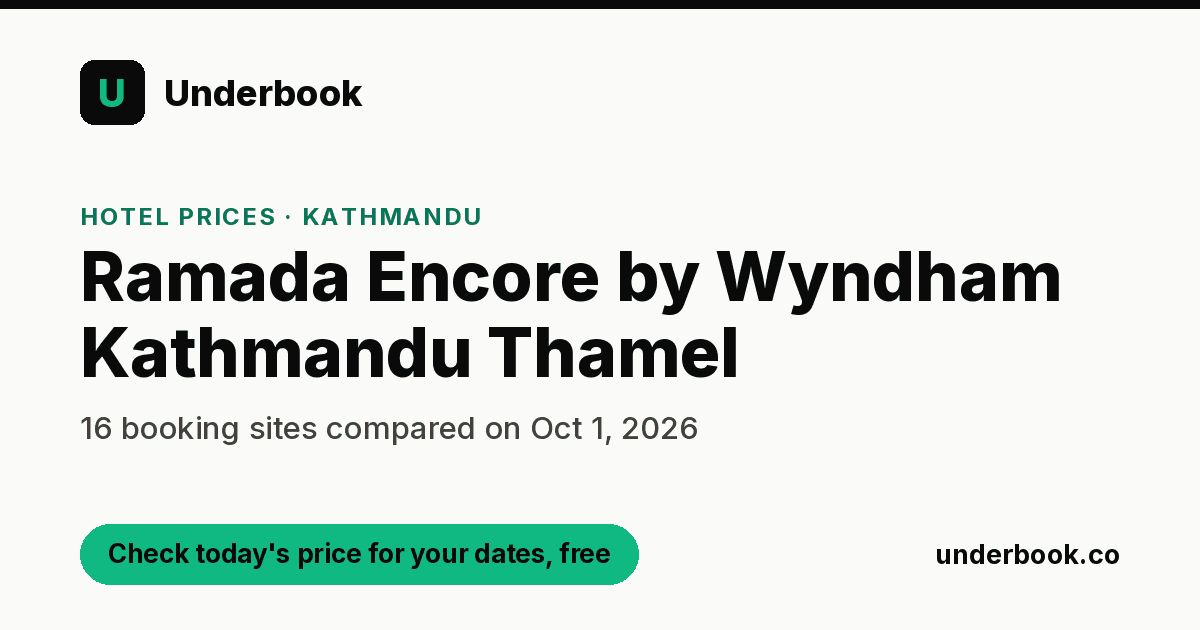 U Underbook
HOTEL PRICES · KATHMANDU
Ramada Encore by Wyndham
Kathmandu Thamel
16 booking sites compared on Oct 1, 2026
Check today's price for your dates, free
underbook.co